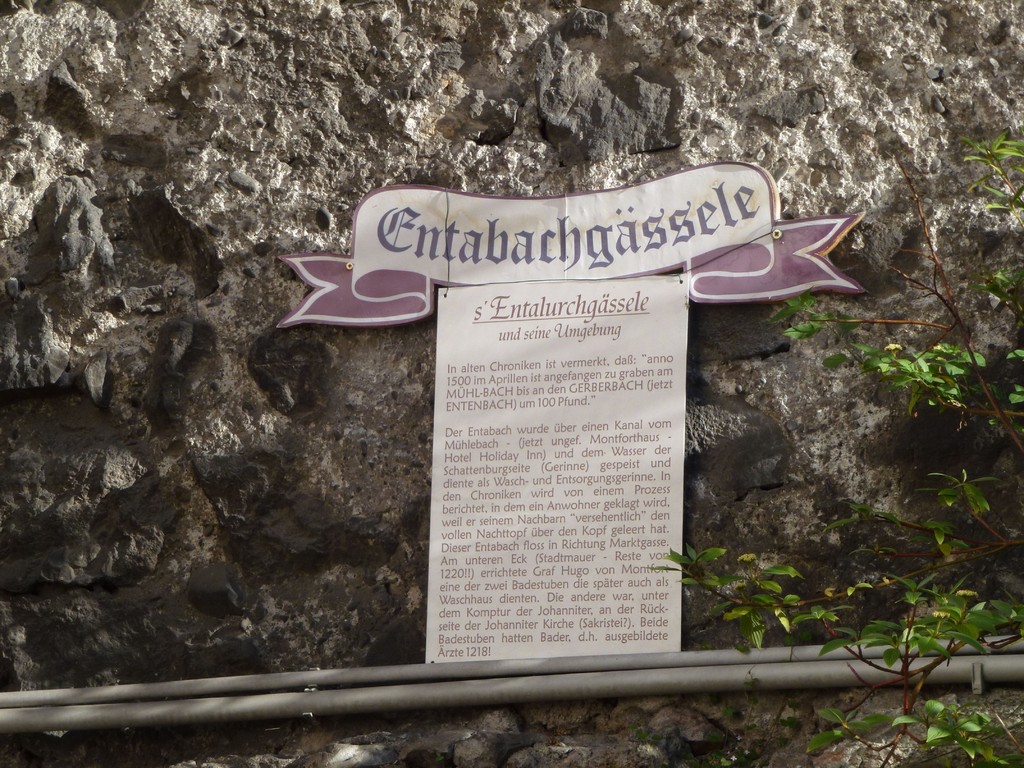 Entabachgässele
s'Entalurchgässele
und seine Umgebung
In alten Chroniken ist vermerkt, daß: "anno
1500 im Aprillen ist angefangen zu graben am
MÜHL-BACH bis an den GERBERBACH (jetzt
ENTENBACH) um 100 Pfund."
Der Entabach wurde über einen Kanal vom
Mühlebach - (jetzt ungef. Montforthaus -
Hotel Holiday Inn) und dem Wasser der
Schattenburgseite (Gerinne) gespeist und
diente als Wasch- und Entsorgungsgerinne. In
den Chroniken wird von einem Prozess
berichtet, in dem ein Anwohner geklagt wird,
weil er seinem Nachbarn "versehentlich" den
vollen Nachttopf über den Kopf geleert hat.
Dieser Entabach floss in Richtung Marktgasse.
Am unteren Eck (Stadtmauer - Reste von
1220!!) errichtete Graf Hugo von Montfort
eine der zwei Badestuben die später auch als
Waschhaus dienten. Die andere war, unter
dem Komptur der Johanniter, an der Rück-
seite der Johanniter Kirche (Sakristei?). Beide
Badestuben hatten Bader, d.h. ausgebildete
Ärzte 1218!